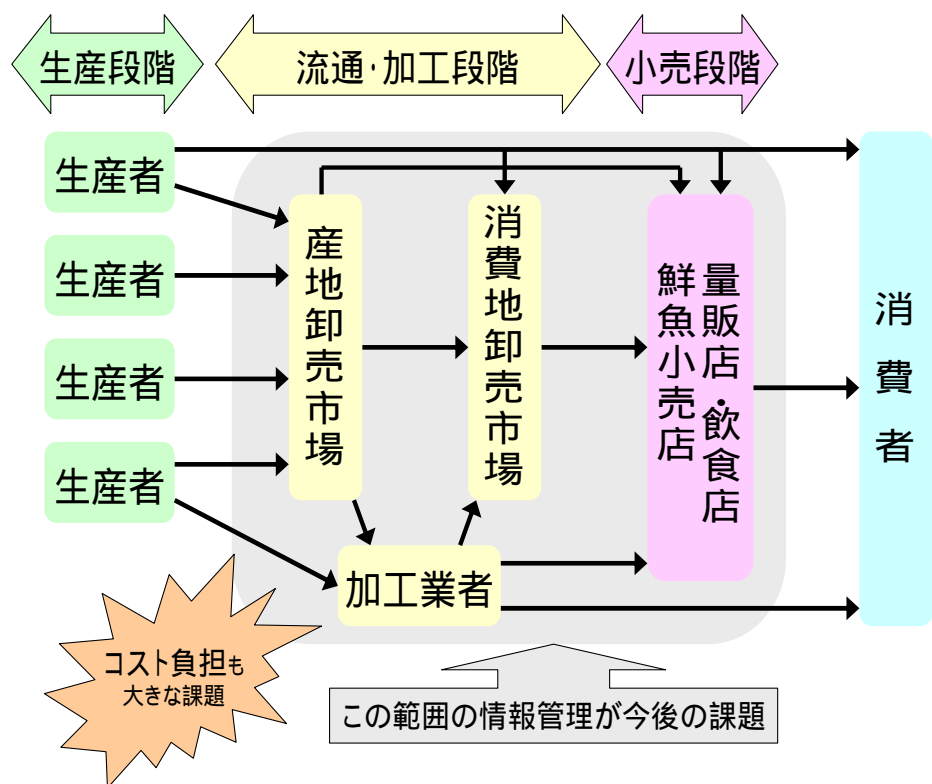 生産段階
流通・加工段階
小売段階
生産者
生産者
生産者
生産者
産地卸売市場
消費地卸売市場
量販店・飲食店
鮮魚小売店
消費者
加工業者
コスト負担も
大きな課題
この範囲の情報管理が今後の課題